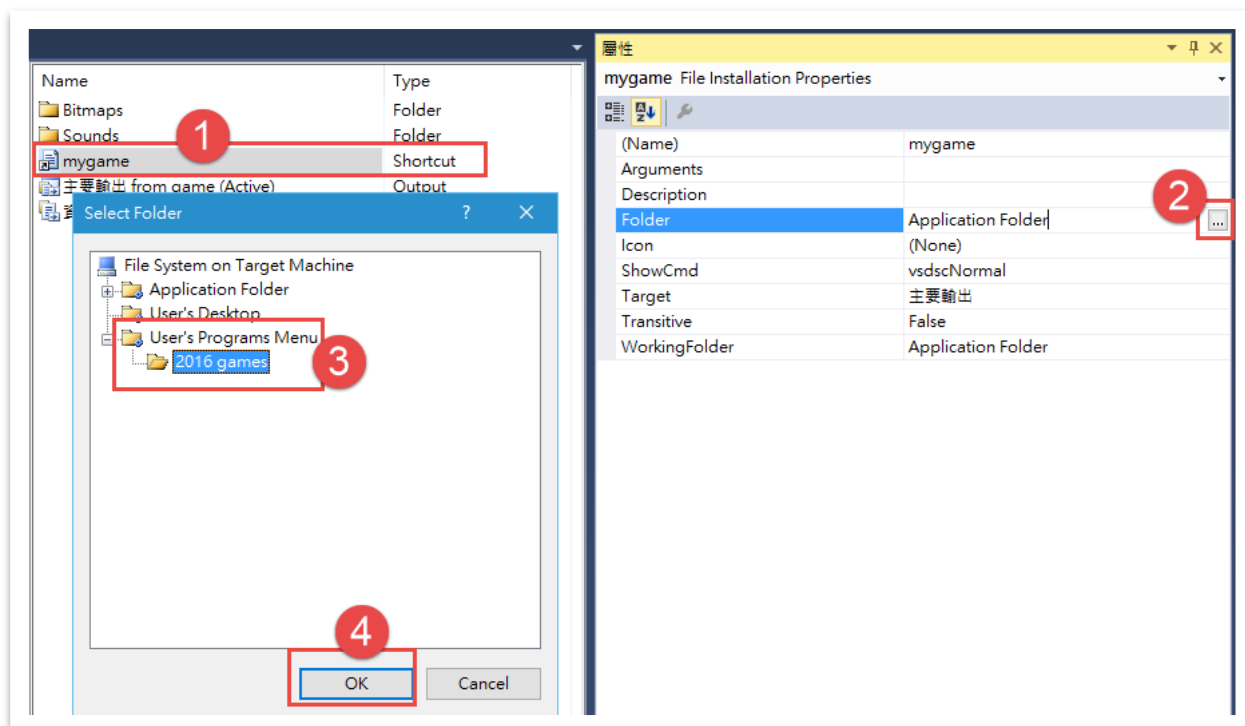 Name Type
Bitmaps Folder
Sounds Folder
1
mygame Shortcut
主要輸出 from game (Active) Output
Select Folder ? ×
File System on Target Machine
Application Folder
User's Desktop
User's Programs Menu
2016 games
3
4
OK Cancel
屬性
mygame File Installation Properties
(Name) mygame
Arguments
Description
2
Folder Application Folder ...
Icon (None)
ShowCmd vsdscNormal
Target 主要輸出
Transitive False
WorkingFolder Application Folder